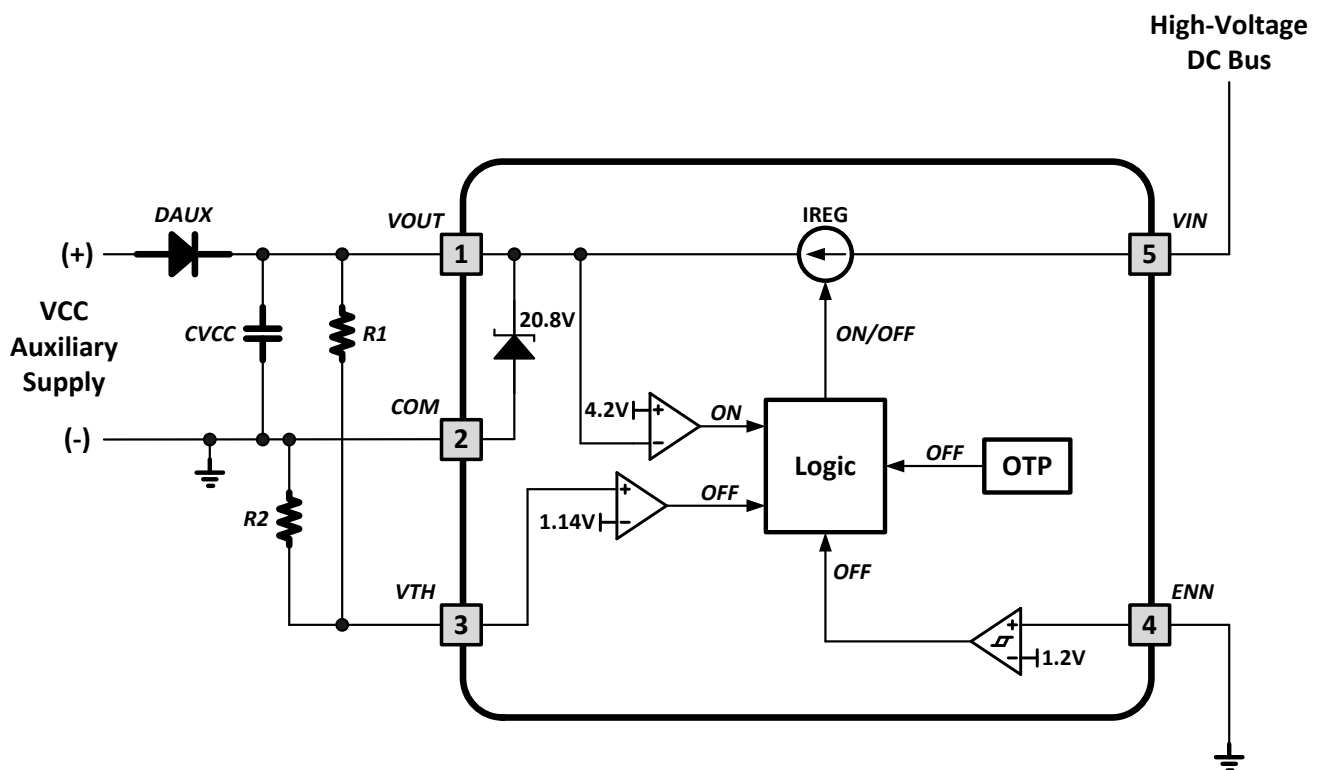 High-Voltage
DC Bus
DAUX
VOUT
IREG
VIN
(+)
1
5
VCC
Auxiliary
Supply
CVCC
R1
20.8V
ON/OFF
COM
4.2V
+
-
ON
(-)
2
Logic
OFF
OTP
R2
+
1.14V
-
OFF
OFF
VTH
ENN
3
+
4
-
1.2V